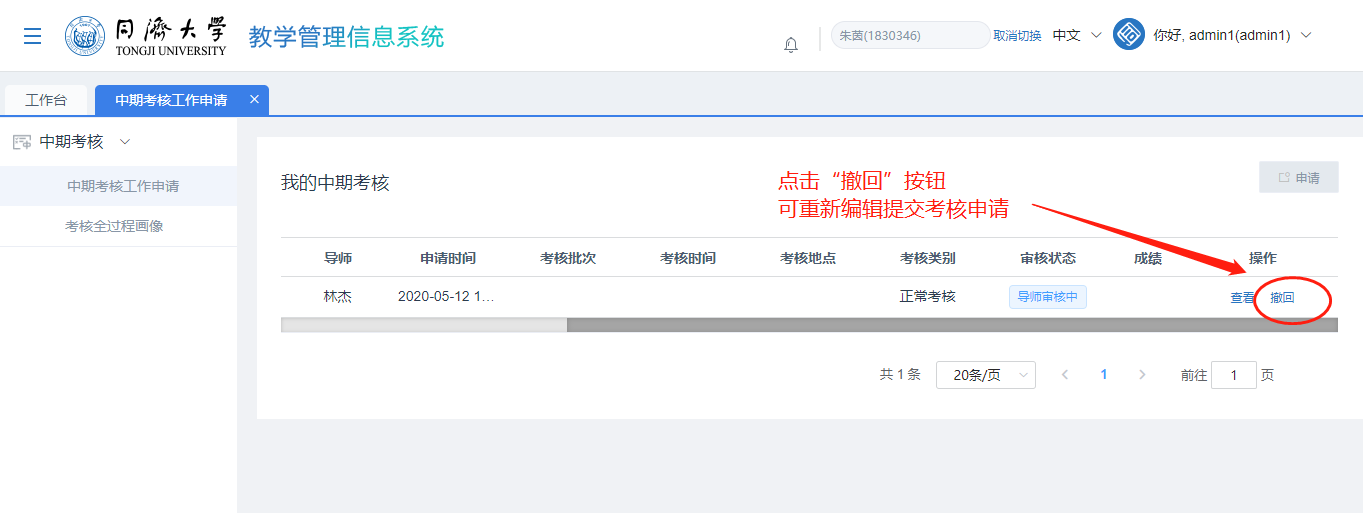 同濟大學
TONGJI UNIVERSITY
教学管理信息系统
朱茵(1830346)
取消切换
中文
你好, admin1(admin1)
工作台
中期考核工作申请
中期考核
中期考核工作申请
考核全过程画像
我的中期考核
点击“撤回”按钮
可重新编辑提交考核申请
申请
导师 申请时间 考核批次 考核时间 考核地点 考核类别 审核状态 成绩 操作
林杰 2020-05-12 1... 正常考核 导师审核中 查看 撤回
共 1 条 20条/页 1 前往 1 页